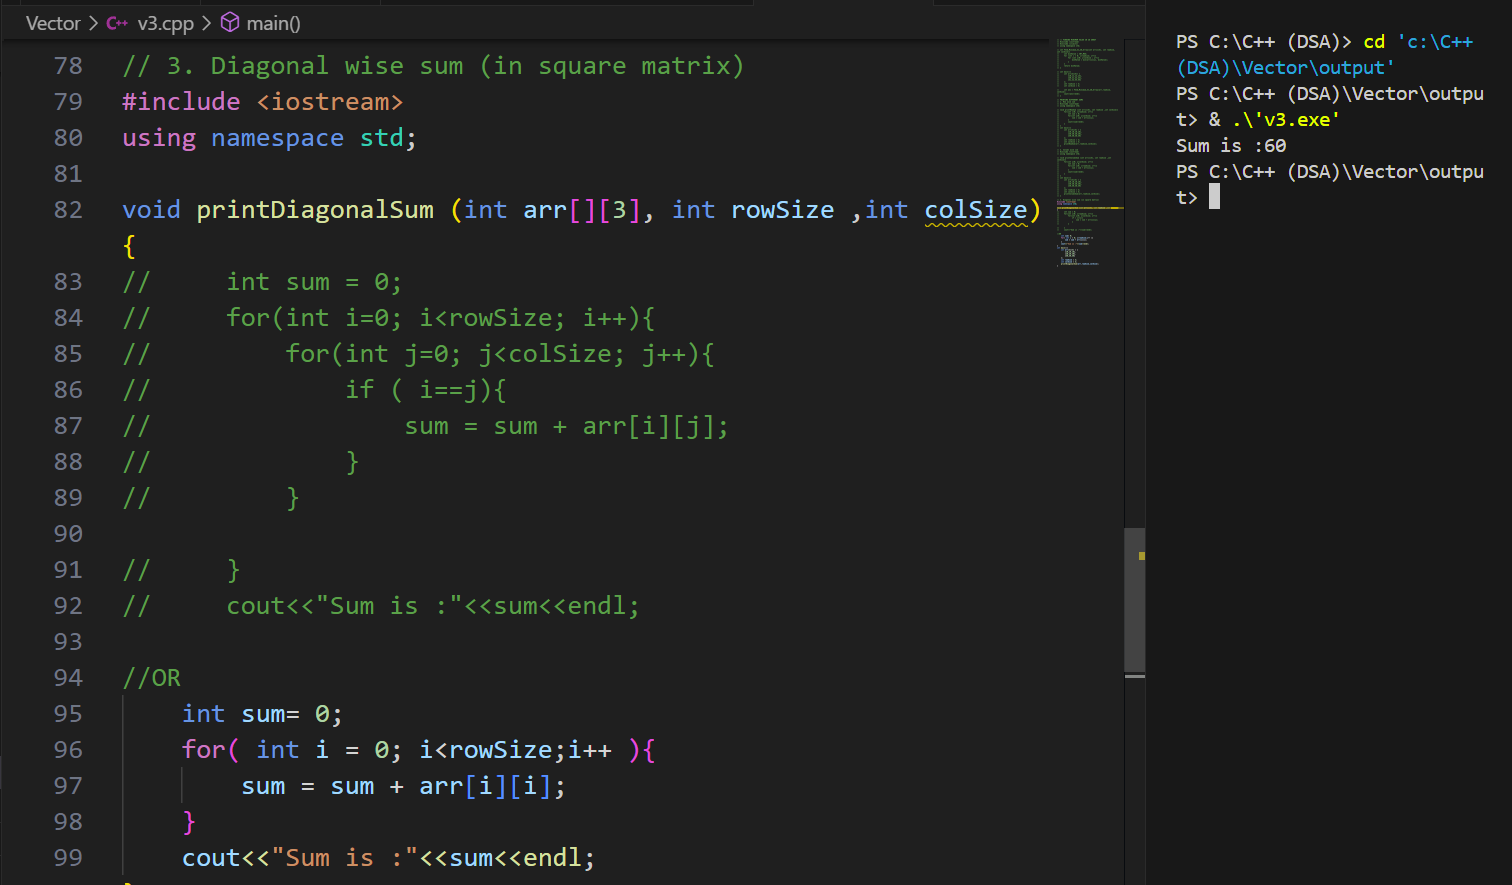 Vector > C++ v3.cpp > main()
78 // 3. Diagonal wise sum (in square matrix)
79 #include <iostream>
80 using namespace std;
81
82 void printDiagonalSum (int arr[][3], int rowSize ,int colSize)
{
83 //     int sum = 0;
84 //     for(int i=0; i<rowSize; i++){
85 //         for(int j=0; j<colSize; j++){
86 //             if ( i==j){
87 //                 sum = sum + arr[i][j];
88 //             }
89 //         }
90
91 //     }
92 //     cout<<"Sum is :"<<sum<<endl;
93
94 //OR
95     int sum= 0;
96     for( int i = 0; i<rowSize;i++ ){
97         sum = sum + arr[i][i];
98     }
99     cout<<"Sum is :"<<sum<<endl;
PS C:\C++ (DSA)> cd 'c:\C++
(DSA)\Vector\output'
PS C:\C++ (DSA)\Vector\outpu
t> & .\'v3.exe'
Sum is :60
PS C:\C++ (DSA)\Vector\outpu
t>